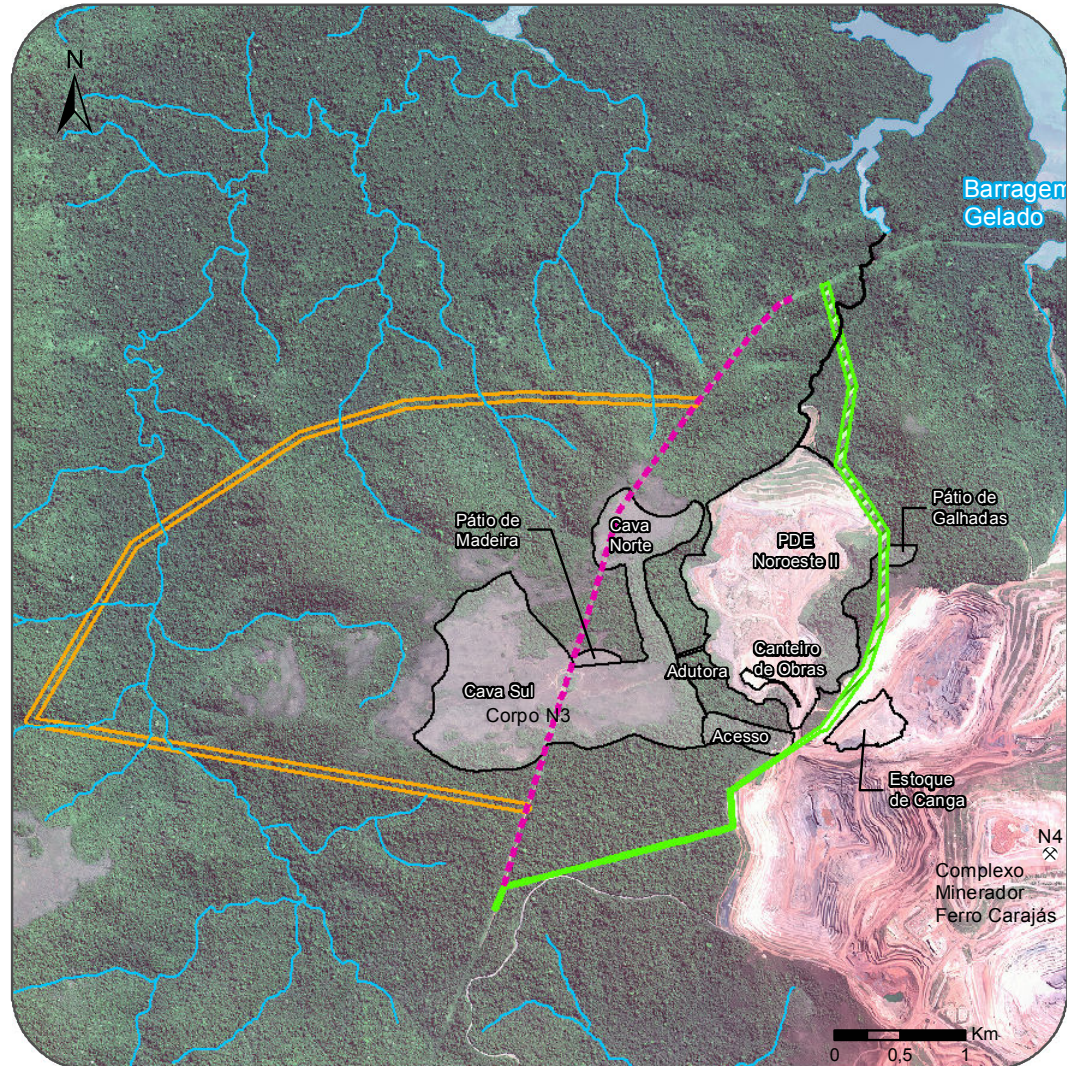 N
Barragem
Gelado
Pátio de
Galhadas
Pátio de
Madeira
Cava
Norte
PDE
Noroeste II
Canteiro
de Obras
Adutora
Cava Sul
Corpo N3
Acesso
Estoque
de Canga
N4
Complexo
Minerador
Ferro Carajás
Km
0 0,5 1